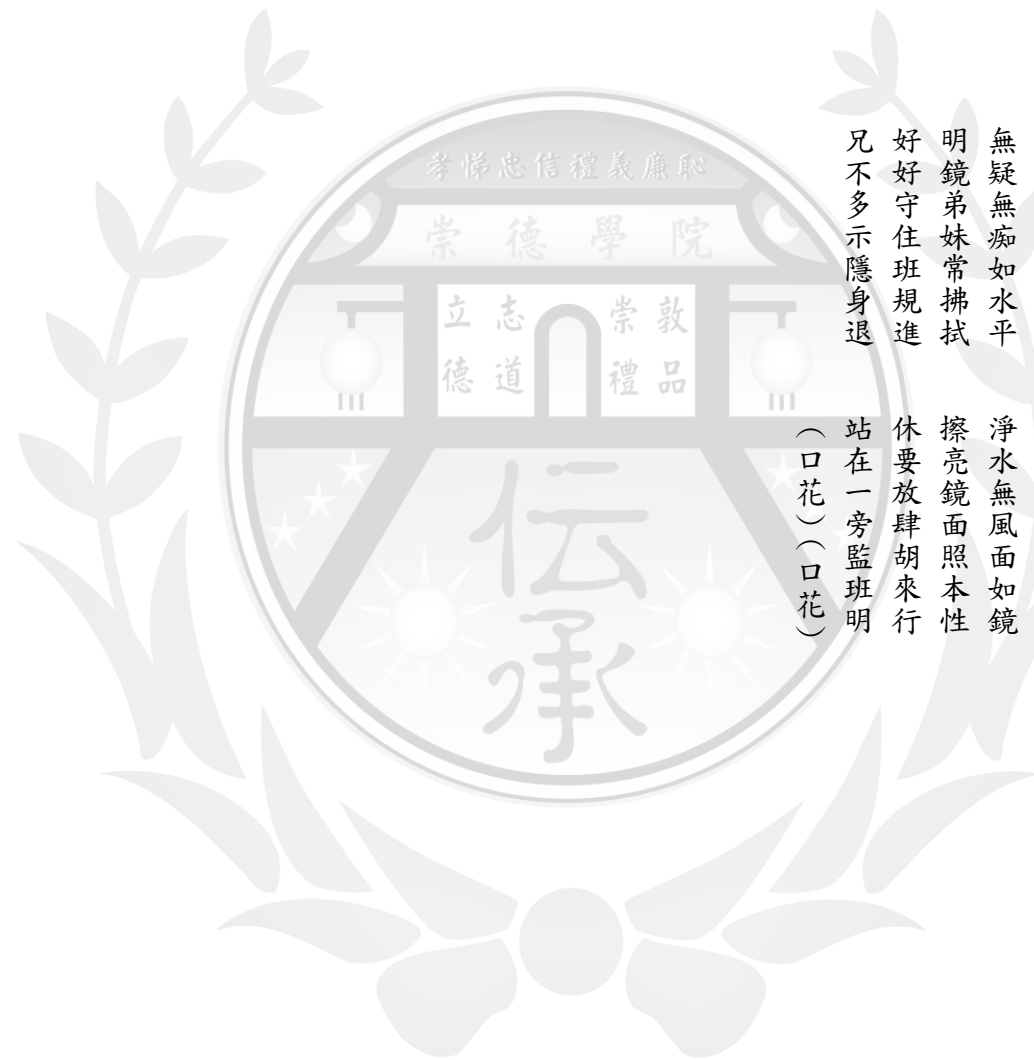 無疑無痴如水平　淨水無風面如鏡
明鏡弟妹常拂拭　擦亮鏡面照本性
好好守住班規進　休要放肆胡來行
兄不多示隱身退　站在一旁監班明
（口花）（口花）
孝悌忠信禮義廉恥
崇德學院
立志　崇敦
德道　禮品
伝承